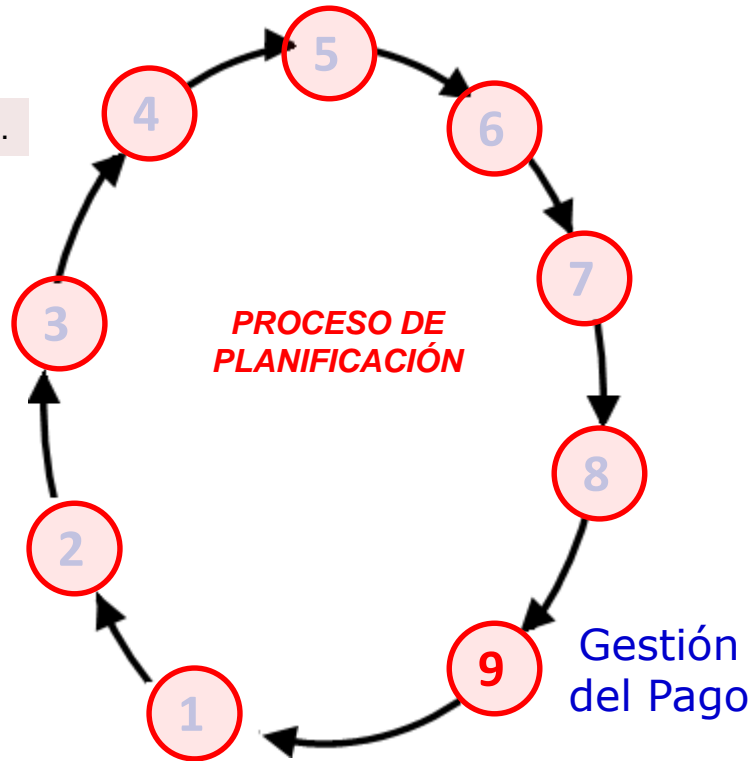 5
4
6
.
7
3
PROCESO DE
PLANIFICACIÓN
8
2
Gestión
9
del Pago
1